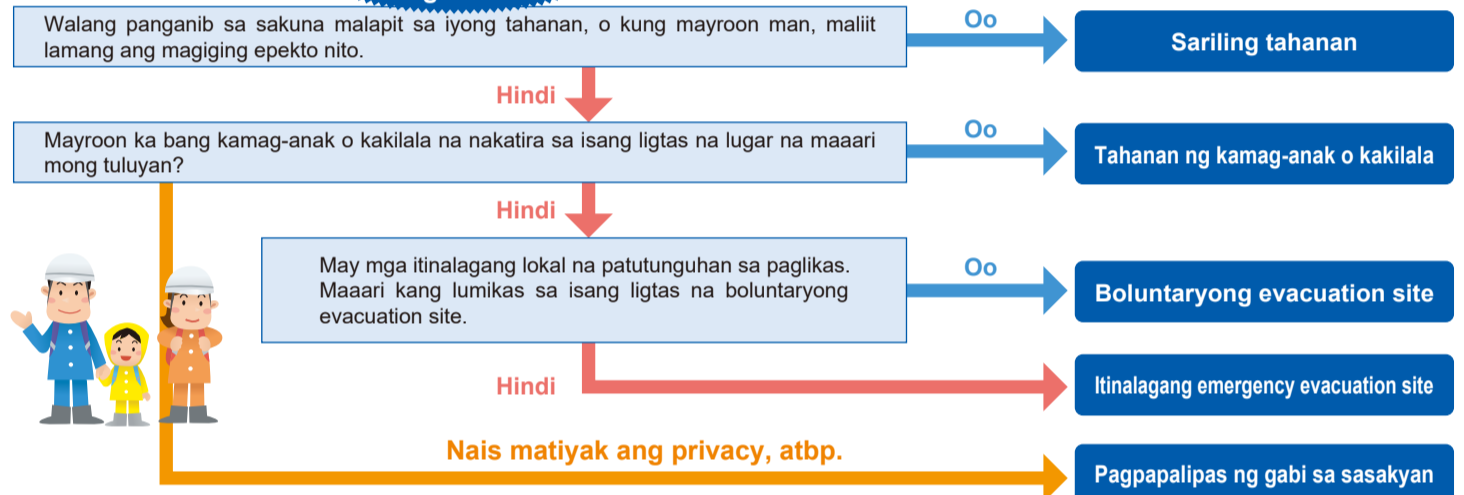 Walang panganib sa sakuna malapit sa iyong tahanan, o kung mayroon man, maliit
lamang ang magiging epekto nito.
Oo
Sariling tahanan
Hindi
Mayroon ka bang kamag-anak o kakilala na nakatira sa isang ligtas na lugar na maaari
mong tuluyan?
Oo
Tahanan ng kamag-anak o kakilala
Hindi
May mga itinalagang lokal na patutunguhan sa paglikas.
Maaari kang lumikas sa isang ligtas na boluntaryong
evacuation site.
Oo
Boluntaryong evacuation site
Hindi
Itinalagang emergency evacuation site
Nais matiyak ang privacy, atbp.
Pagpapalipas ng gabi sa sasakyan